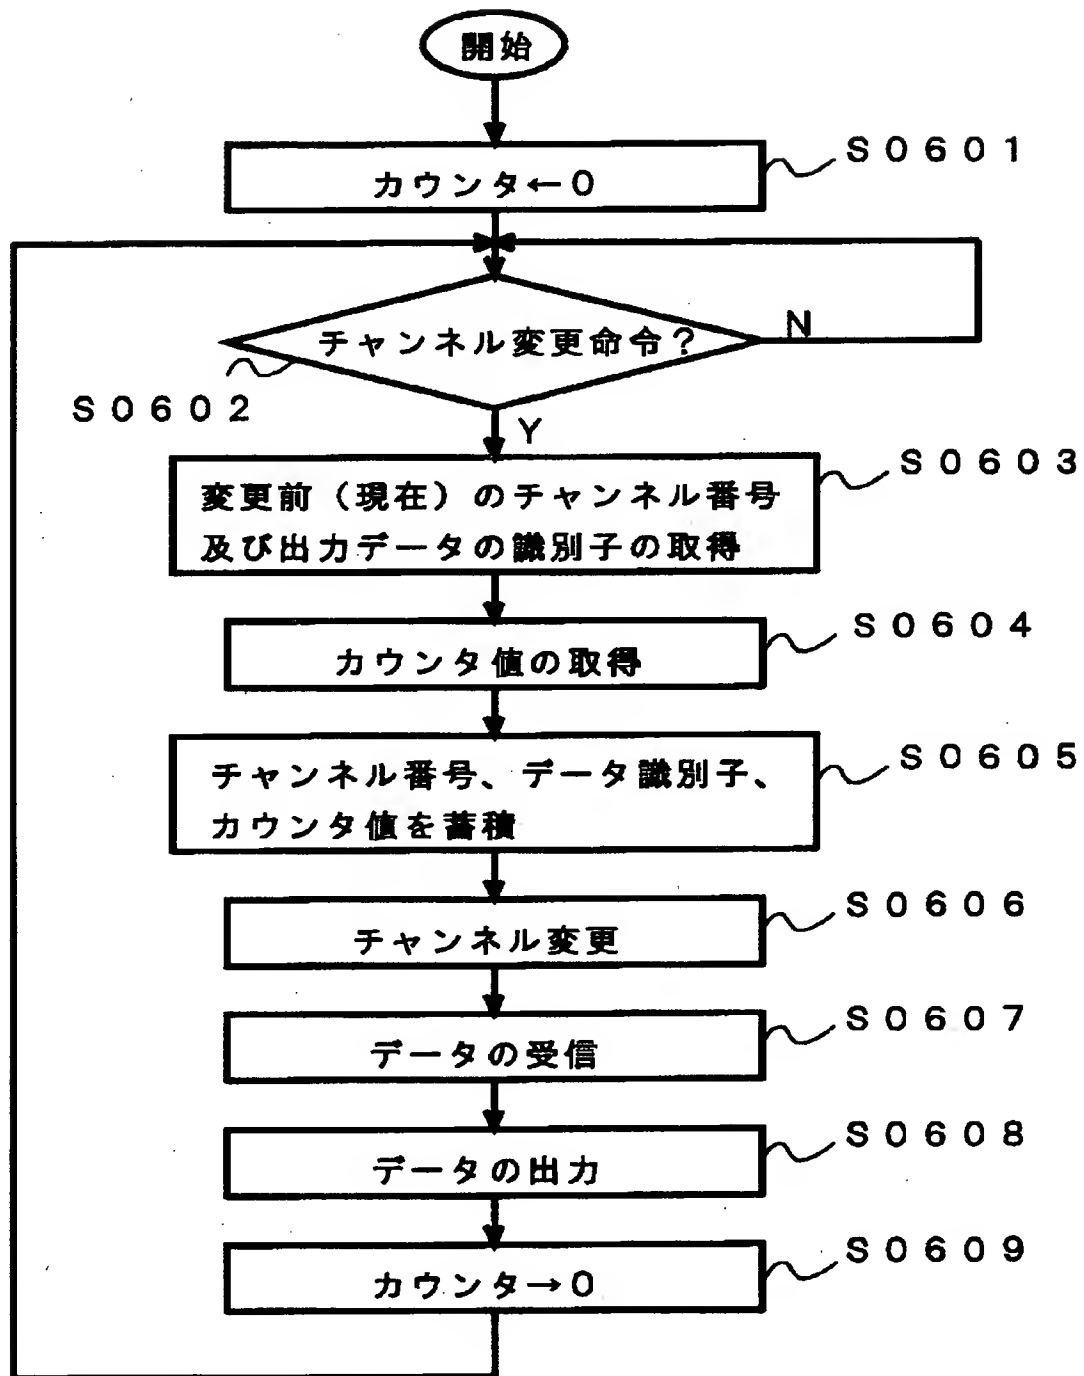 開始
カウンタ←0
S0601
チャンネル変更命令?
N
S0602
Y
変更前(現在)のチャンネル番号
及び出力データの識別子の取得
S0603
カウンタ値の取得
S0604
チャンネル番号、データ識別子、
カウンタ値を蓄積
S0605
チャンネル変更
S0606
データの受信
S0607
データの出力
S0608
カウンタ→0
S0609